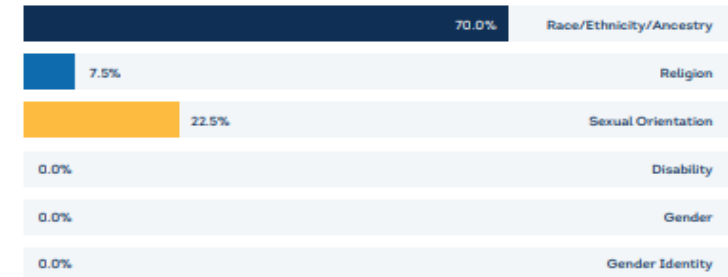 70.0% Race/Ethnicity/Ancestry
7.5% Religion
22.5% Sexual Orientation
0.0% Disability
0.0% Gender
0.0% Gender Identity